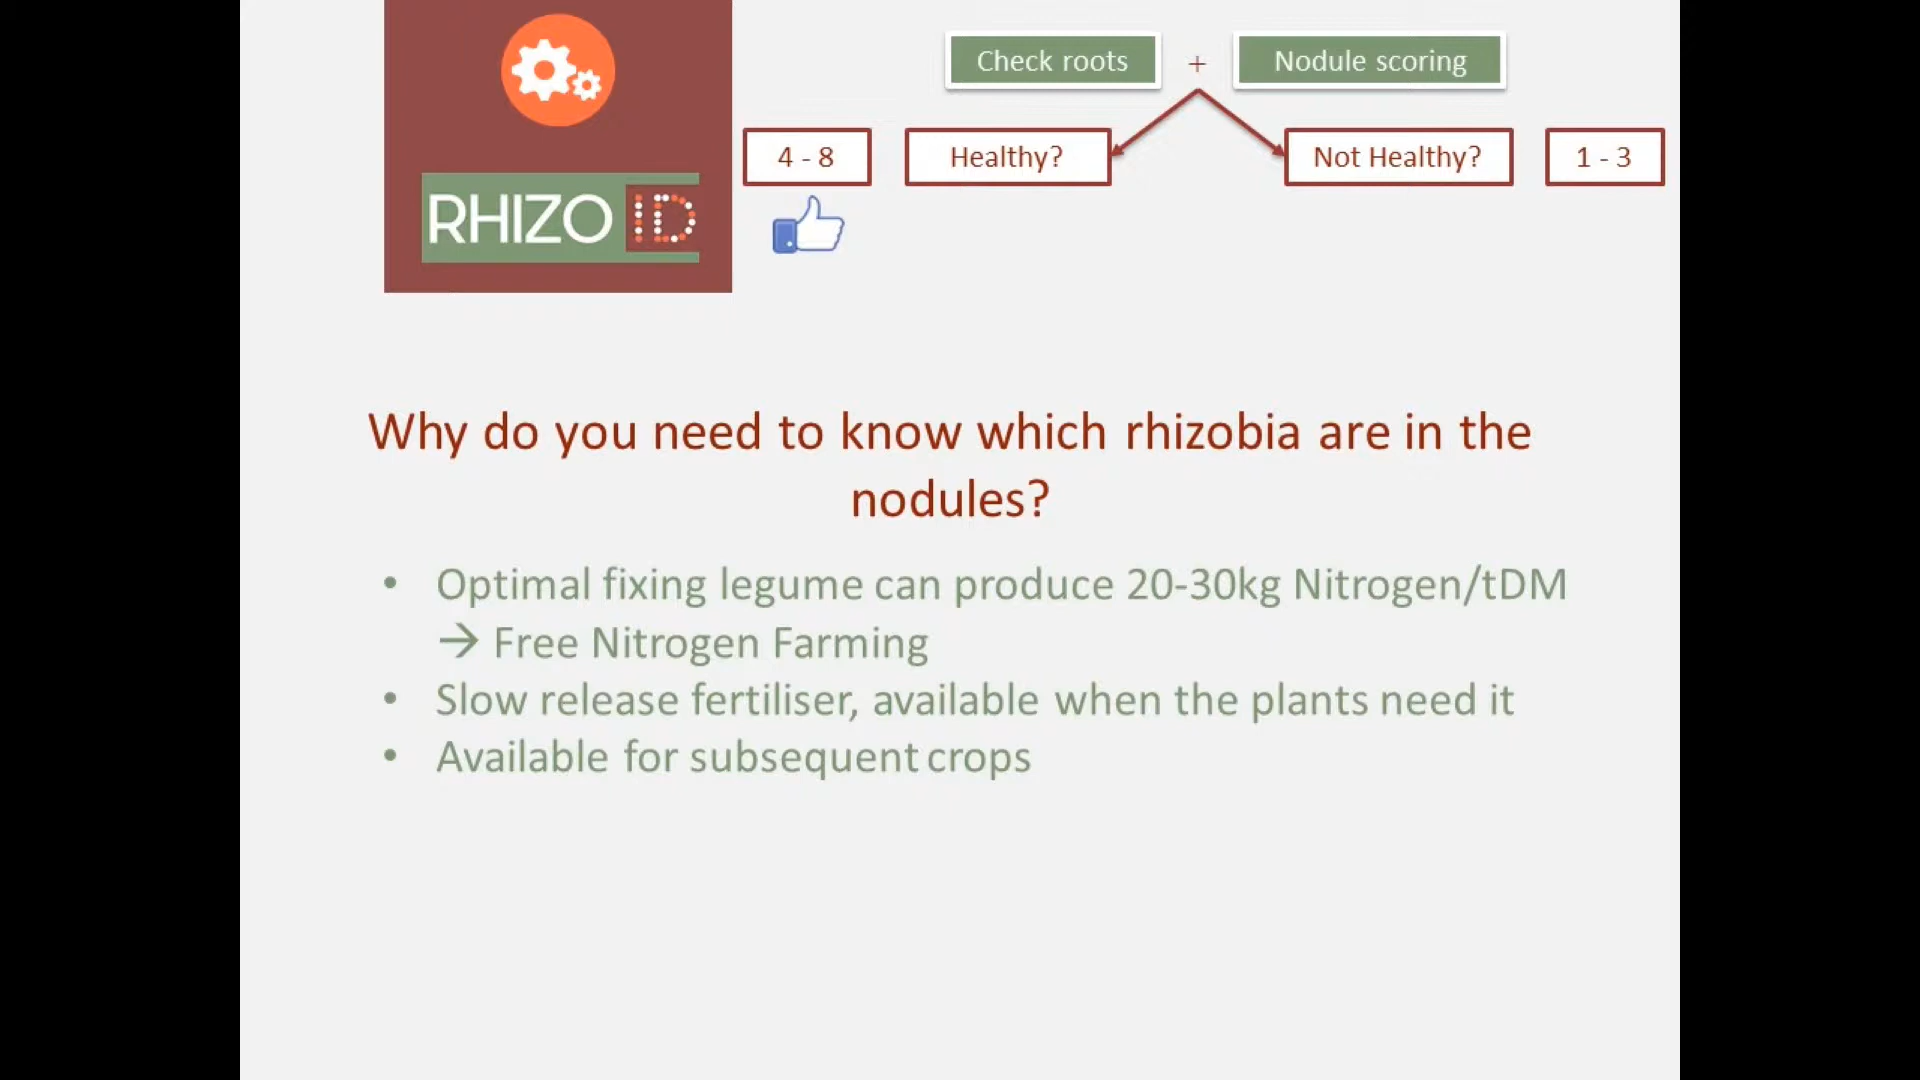 Check roots + Nodule scoring
4 - 8 Healthy? Not Healthy? 1 - 3
RHIZO ID
Why do you need to know which rhizobia are in the
nodules?
• Optimal fixing legume can produce 20-30kg Nitrogen/tDM
→ Free Nitrogen Farming
• Slow release fertiliser, available when the plants need it
• Available for subsequent crops